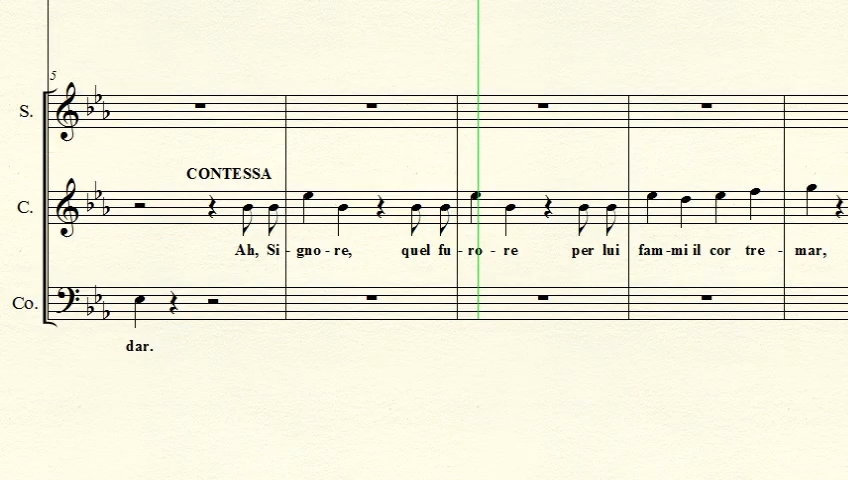 5
S.
CONTESSA
C.
Ah, Si - gno - re, quel fu - ro - re per lui fam - mi il cor tre - mar,
Co.
dar.